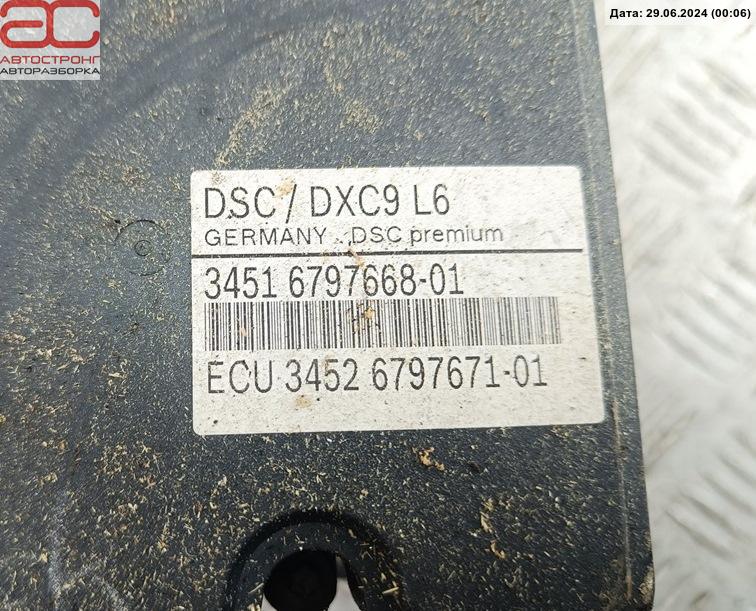 АС
АВТОСТРОНГ
АВТОРАЗБОРКА
Дата: 29.06.2024 (00:06)
DSC / DXC9 L6
GERMANY DSC premium
3451 6797668-01
ECU 3452 6797671-01